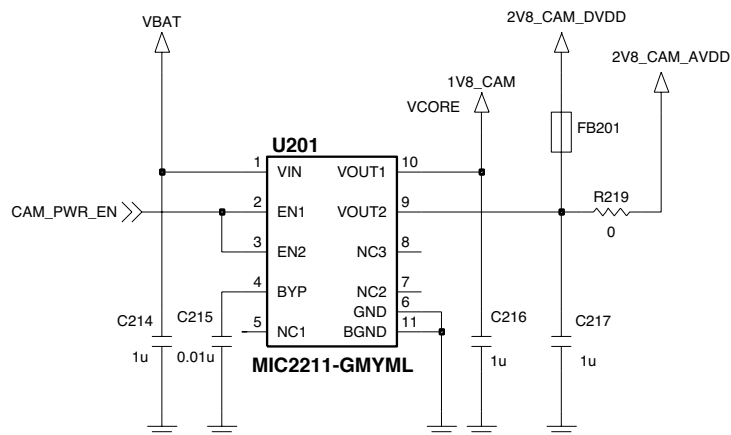 VBAT
2V8_CAM_DVDD
2V8_CAM_AVDD
1V8_CAM
VCORE
FB201
U201
1 VIN VOUT1 10
R219
CAM_PWR_EN
2 EN1 VOUT2 9
0
3 EN2 NC3 8
4 BYP NC2 7
GND 6
C214 C215 5 NC1 BGND 11 C216 C217
1u 0.01u 1u 1u
MIC2211-GMYML